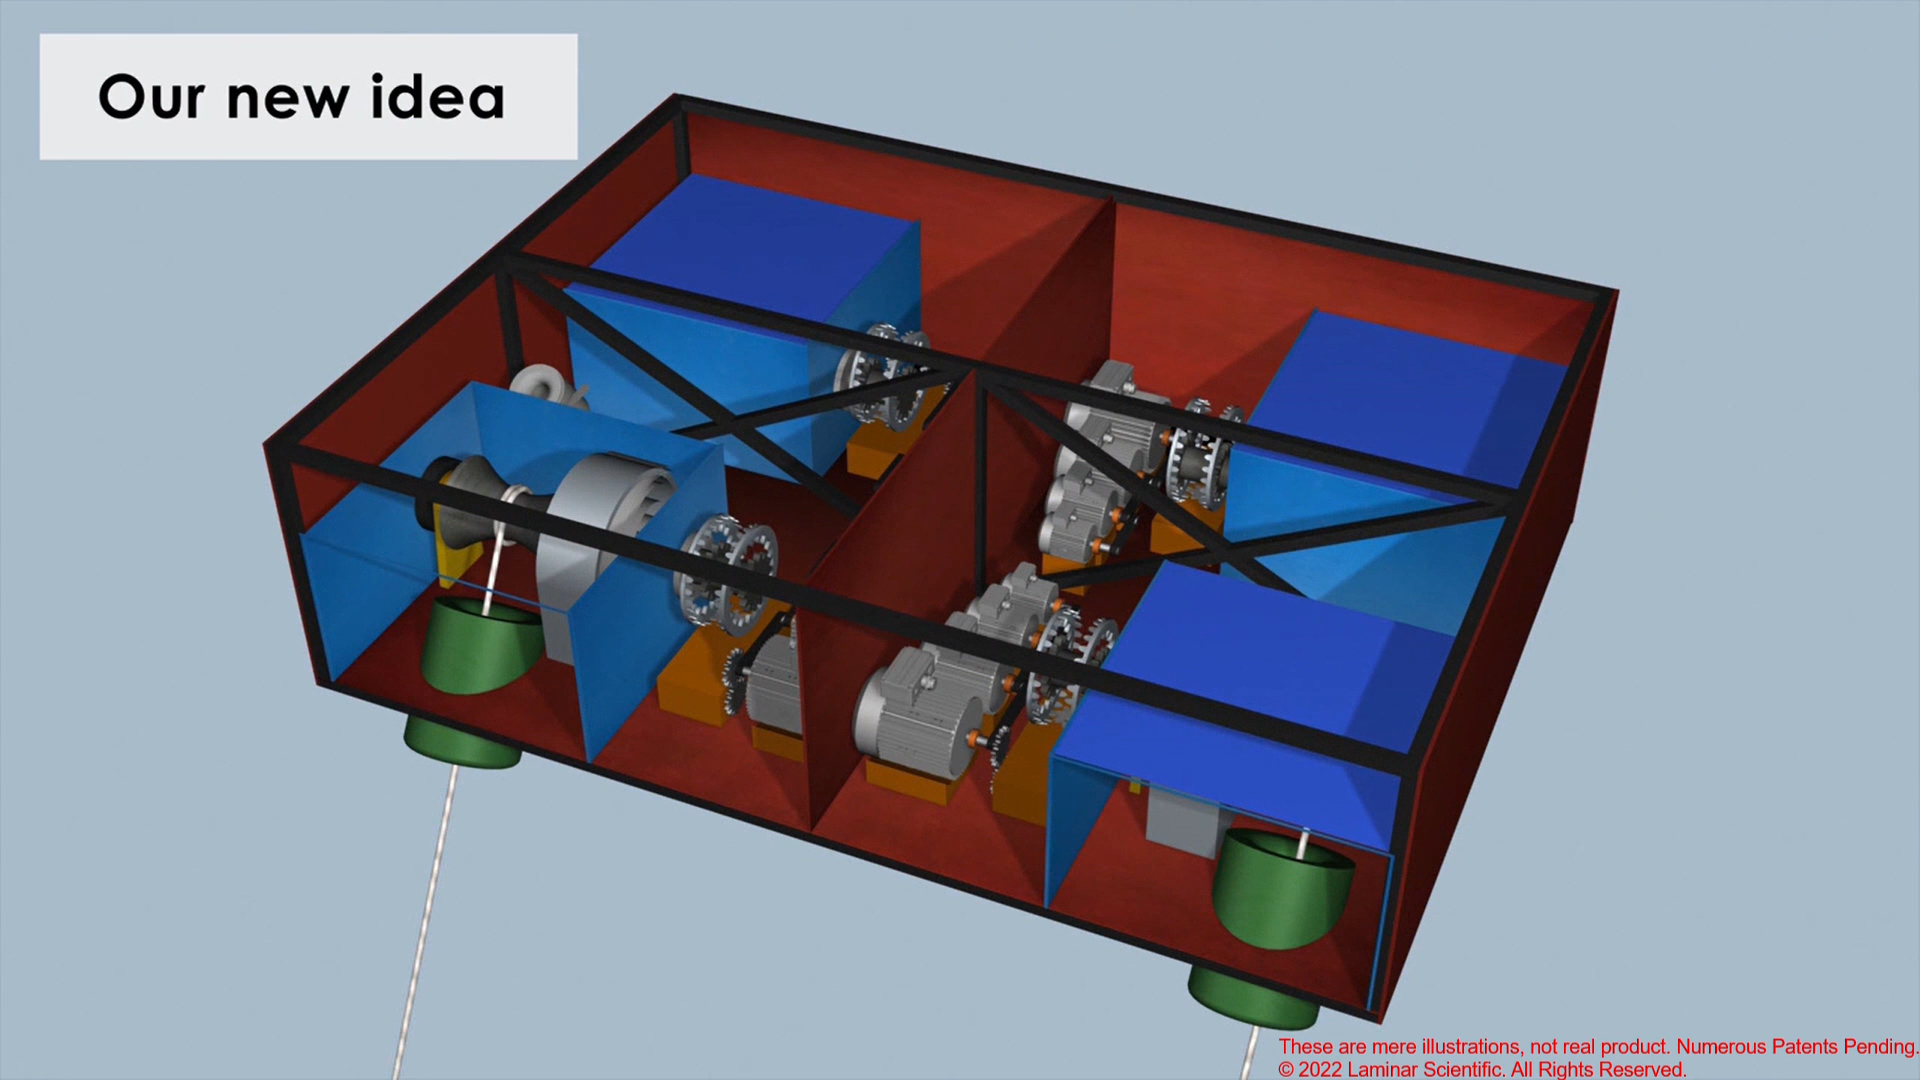 Our new idea
These are mere illustrations, not real product. Numerous Patents Pending.
© 2022 Laminar Scientific. All Rights Reserved.